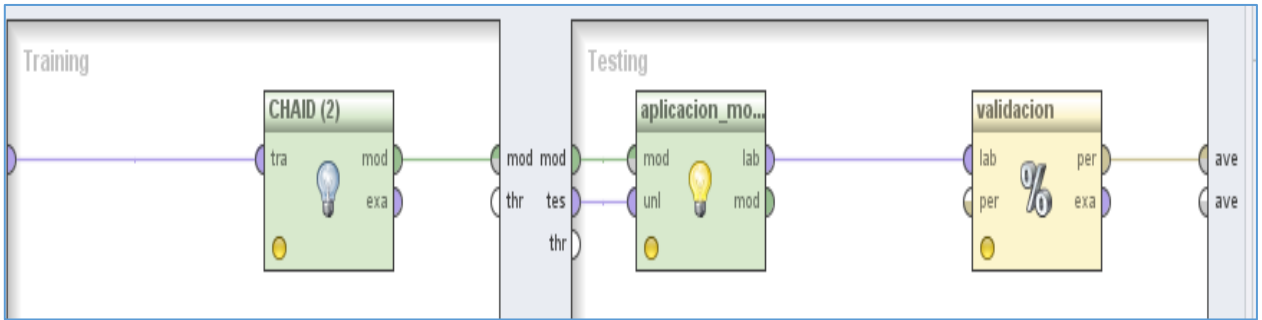 Training
CHAID (2)
tra mod
exa
mod
thr
Testing
mod
tes
thr
aplicacion_mo...
mod lab
unl mod
validacion
lab per
per exa
%
ave
ave